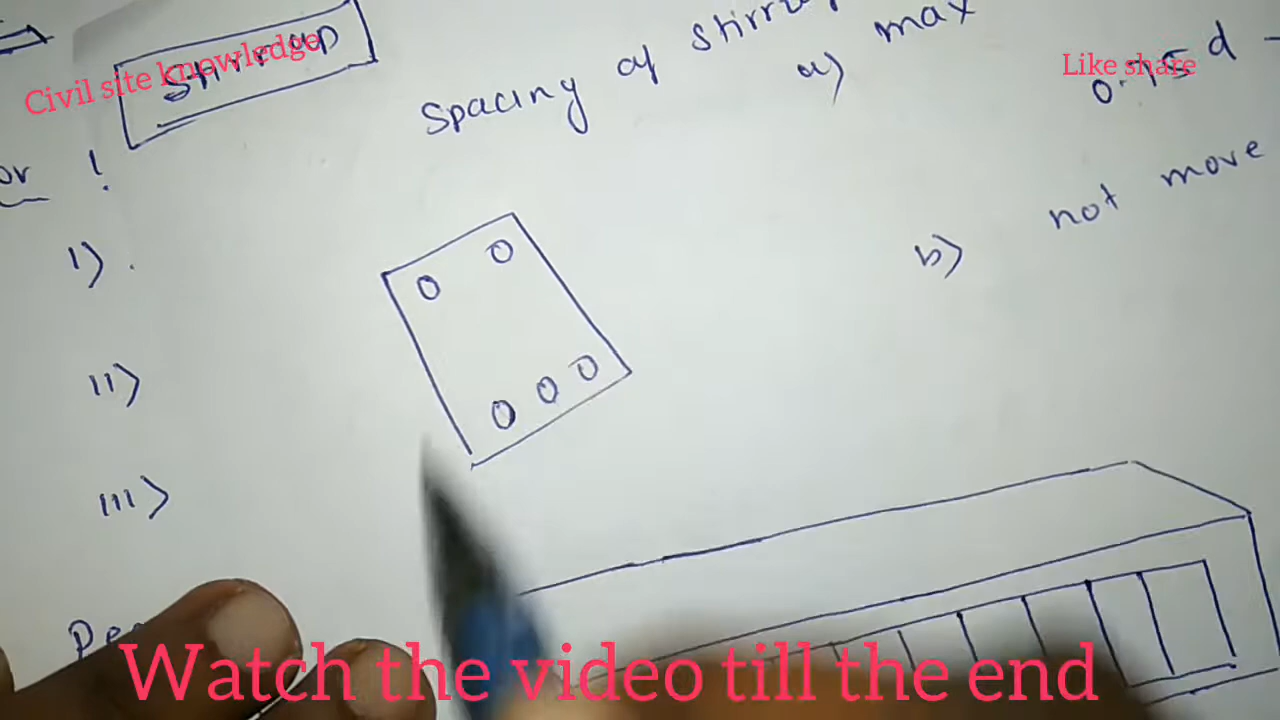 Stirrup
Civil site knowledge
Spacing of stirru
a) max
Like share
0.75d -
or !
b) not move
1) .
11)
111)
Watch the video till the end